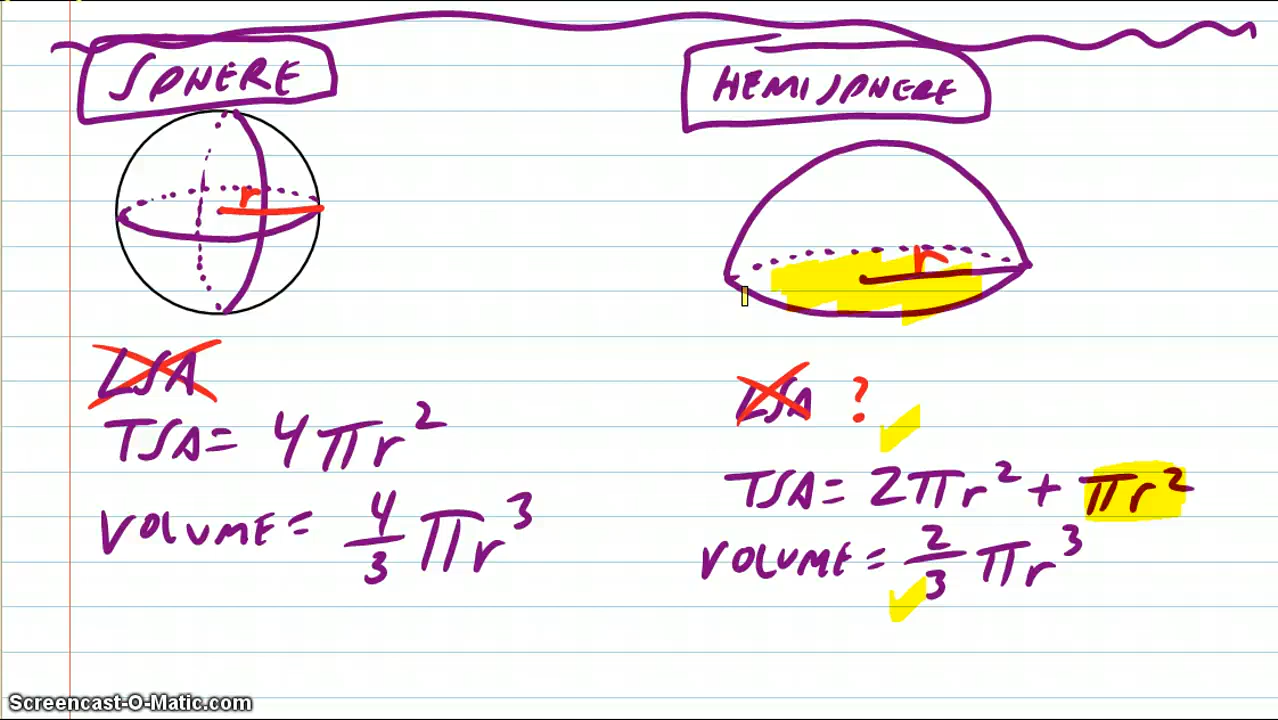 SPHERE
r
LSA
TSA= 4πr²
VOLUME= 4/3 πr³
HEMISPHERE
r
LSA ?
TSA= 2πr²+ πr²
VOLUME= 2/3 πr³
Screencast-O-Matic.com